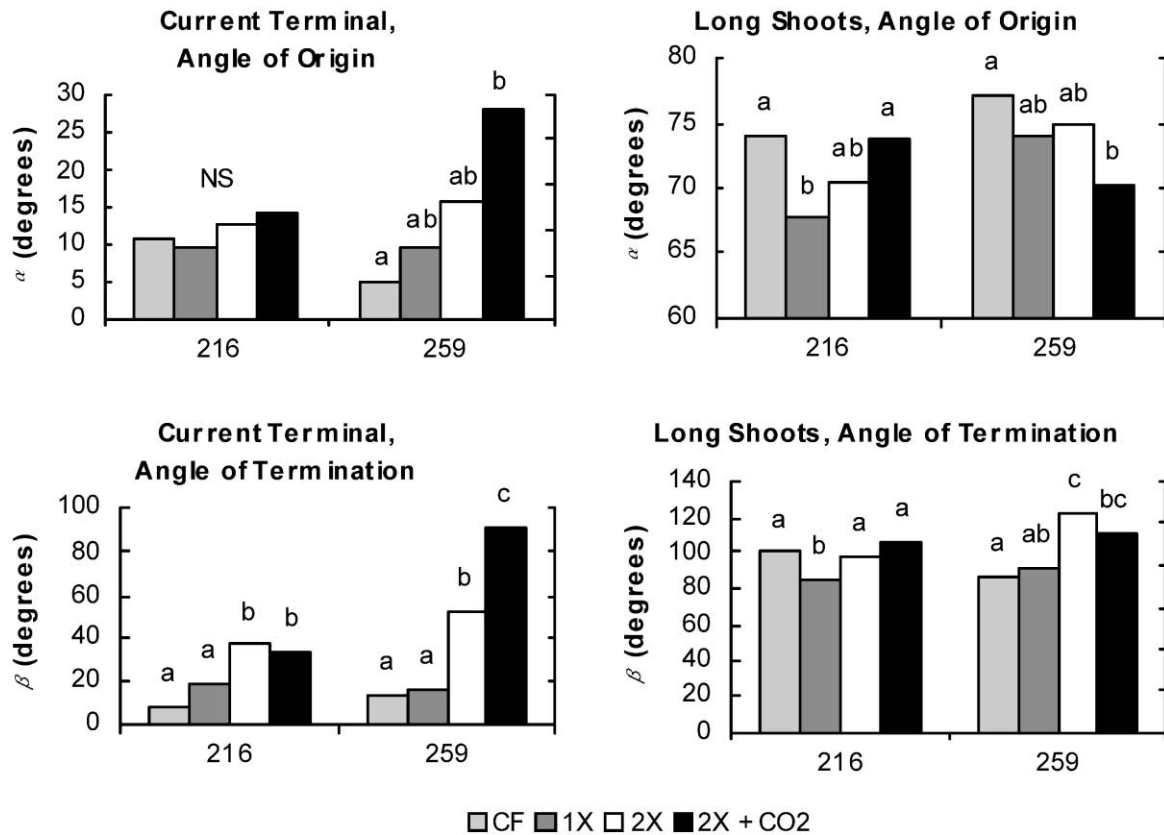 Current Terminal,
Angle of Origin
α (degrees)
30
25
20
15
10
5
0
NS
a
ab
ab
b
216
259
Long Shoots, Angle of Origin
α (degrees)
80
75
70
65
60
a
b
ab
a
a
ab
ab
b
216
259
Current Terminal,
Angle of Termination
β (degrees)
100
80
60
40
20
0
a
a
b
b
a
a
b
c
216
259
Long Shoots, Angle of Termination
β (degrees)
140
120
100
80
60
40
20
0
a
b
a
a
a
ab
c
bc
216
259
CF 1X 2X 2X + CO2